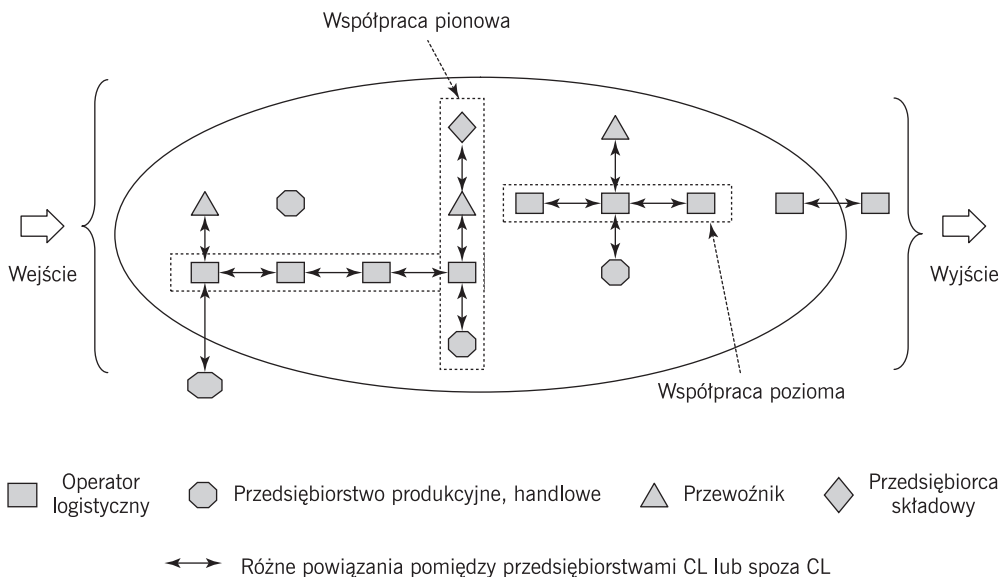 Współpraca pionowa
Wejście
Wyjście
Współpraca pozioma
Operator
logistyczny
Przedsiębiorstwo produkcyjne, handlowe
Przewoźnik
Przedsiębiorca
składowy
Różne powiązania pomiędzy przedsiębiorstwami CL lub spoza CL